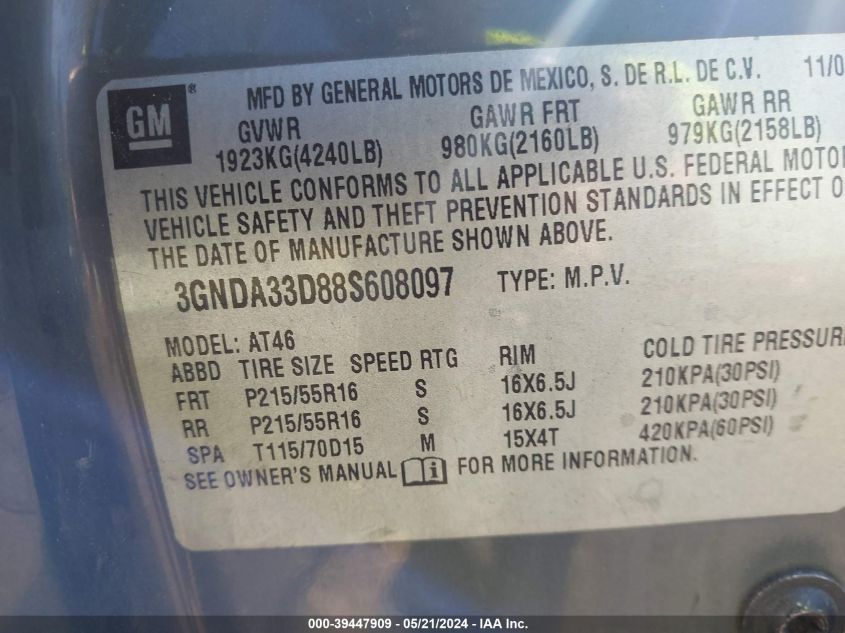 GM ®
MFD BY GENERAL MOTORS DE MEXICO, S. DE R.L. DE C.V. 11/0
GVWR GAWR FRT GAWR RR
1923KG(4240LB) 980KG(2160LB) 979KG(2158LB)
THIS VEHICLE CONFORMS TO ALL APPLICABLE U.S. FEDERAL MOTO
VEHICLE SAFETY AND THEFT PREVENTION STANDARDS IN EFFECT O
THE DATE OF MANUFACTURE SHOWN ABOVE.
3GNDA33D88S608097 TYPE: M.P.V.
MODEL: AT46
ABBD TIRE SIZE SPEED RTG RIM COLD TIRE PRESSUR
FRT P215/55R16 S 16X6.5J 210KPA(30PSI)
RR P215/55R16 S 16X6.5J 210KPA(30PSI)
SPA T115/70D15 M 15X4T 420KPA(60PSI)
SEE OWNER'S MANUAL i FOR MORE INFORMATION.
000-39447909 - 05/21/2024 - IAA Inc.